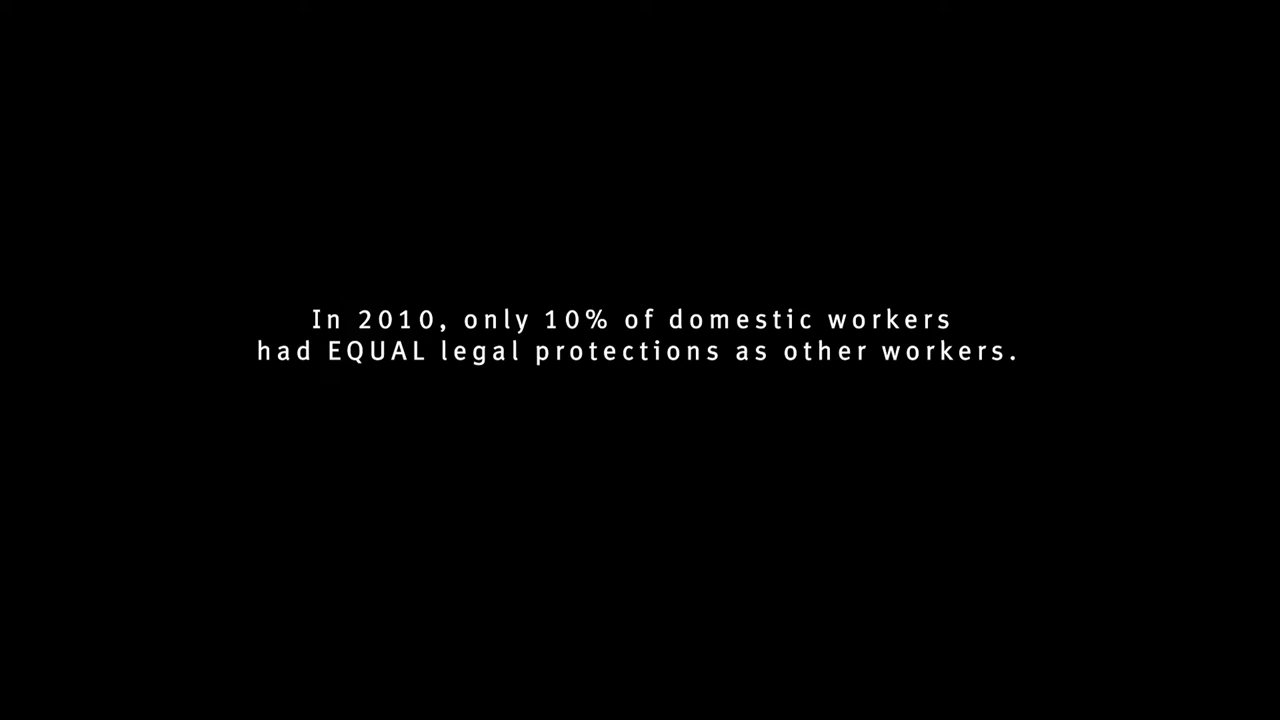 In 2010, only 10% of domestic workers
had EQUAL legal protections as other workers.